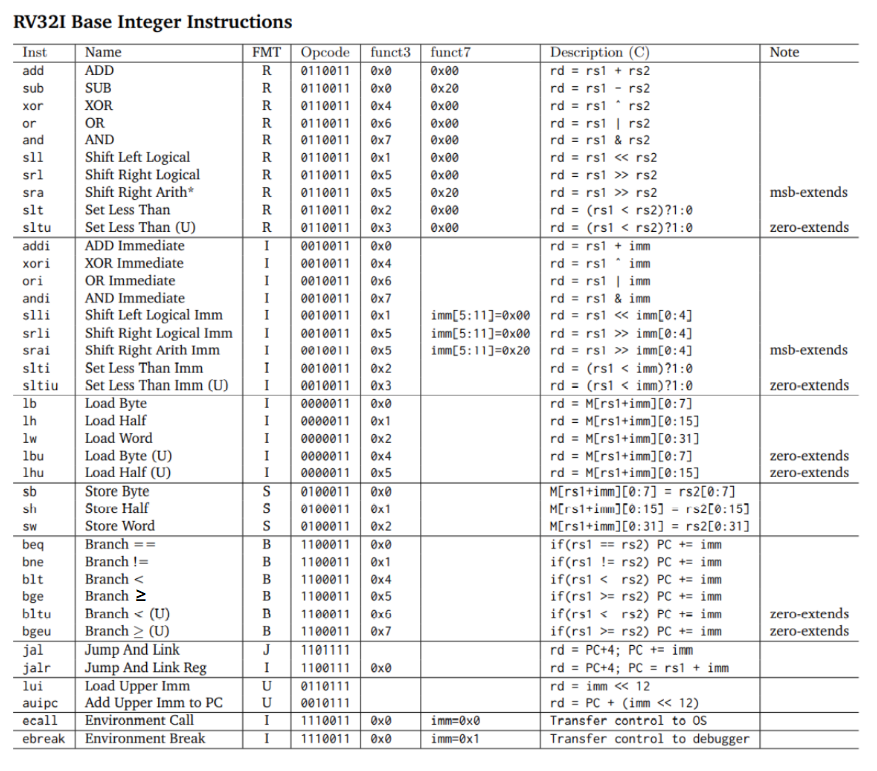 RV32I Base Integer Instructions
Inst Name FMT Opcode funct3 funct7 Description (C) Note
add ADD R 0110011 0x0 0x00 rd = rs1 + rs2
sub SUB R 0110011 0x0 0x20 rd = rs1 - rs2
xor XOR R 0110011 0x4 0x00 rd = rs1 ^ rs2
or OR R 0110011 0x6 0x00 rd = rs1 | rs2
and AND R 0110011 0x7 0x00 rd = rs1 & rs2
sll Shift Left Logical R 0110011 0x1 0x00 rd = rs1 << rs2
srl Shift Right Logical R 0110011 0x5 0x00 rd = rs1 >> rs2
sra Shift Right Arith* R 0110011 0x5 0x20 rd = rs1 >> rs2 msb-extends
slt Set Less Than R 0110011 0x2 0x00 rd = (rs1 < rs2)?1:0
sltu Set Less Than (U) R 0110011 0x3 0x00 rd = (rs1 < rs2)?1:0 zero-extends
addi ADD Immediate I 0010011 0x0 rd = rs1 + imm
xori XOR Immediate I 0010011 0x4 rd = rs1 ^ imm
ori OR Immediate I 0010011 0x6 rd = rs1 | imm
andi AND Immediate I 0010011 0x7 rd = rs1 & imm
slli Shift Left Logical Imm I 0010011 0x1 imm[5:11]=0x00 rd = rs1 << imm[0:4]
srli Shift Right Logical Imm I 0010011 0x5 imm[5:11]=0x00 rd = rs1 >> imm[0:4]
srai Shift Right Arith Imm I 0010011 0x5 imm[5:11]=0x20 rd = rs1 >> imm[0:4] msb-extends
slti Set Less Than Imm I 0010011 0x2 rd = (rs1 < imm)?1:0
sltiu Set Less Than Imm (U) I 0010011 0x3 rd = (rs1 < imm)?1:0 zero-extends
lb Load Byte I 0000011 0x0 rd = M[rs1+imm][0:7]
lh Load Half I 0000011 0x1 rd = M[rs1+imm][0:15]
lw Load Word I 0000011 0x2 rd = M[rs1+imm][0:31]
lbu Load Byte (U) I 0000011 0x4 rd = M[rs1+imm][0:7] zero-extends
lhu Load Half (U) I 0000011 0x5 rd = M[rs1+imm][0:15] zero-extends
sb Store Byte S 0100011 0x0 M[rs1+imm][0:7] = rs2[0:7]
sh Store Half S 0100011 0x1 M[rs1+imm][0:15] = rs2[0:15]
sw Store Word S 0100011 0x2 M[rs1+imm][0:31] = rs2[0:31]
beq Branch == B 1100011 0x0 if(rs1 == rs2) PC += imm
bne Branch != B 1100011 0x1 if(rs1 != rs2) PC += imm
blt Branch < B 1100011 0x4 if(rs1 < rs2) PC += imm
bge Branch ≥ B 1100011 0x5 if(rs1 >= rs2) PC += imm
bltu Branch < (U) B 1100011 0x6 if(rs1 < rs2) PC += imm zero-extends
bgeu Branch ≥ (U) B 1100011 0x7 if(rs1 >= rs2) PC += imm zero-extends
jal Jump And Link J 1101111 rd = PC+4; PC += imm
jalr Jump And Link Reg I 1100111 0x0 rd = PC+4; PC = rs1 + imm
lui Load Upper Imm U 0110111 rd = imm << 12
auipc Add Upper Imm to PC U 0010111 rd = PC + (imm << 12)
ecall Environment Call I 1110011 0x0 imm=0x0 Transfer control to OS
ebreak Environment Break I 1110011 0x0 imm=0x1 Transfer control to debugger